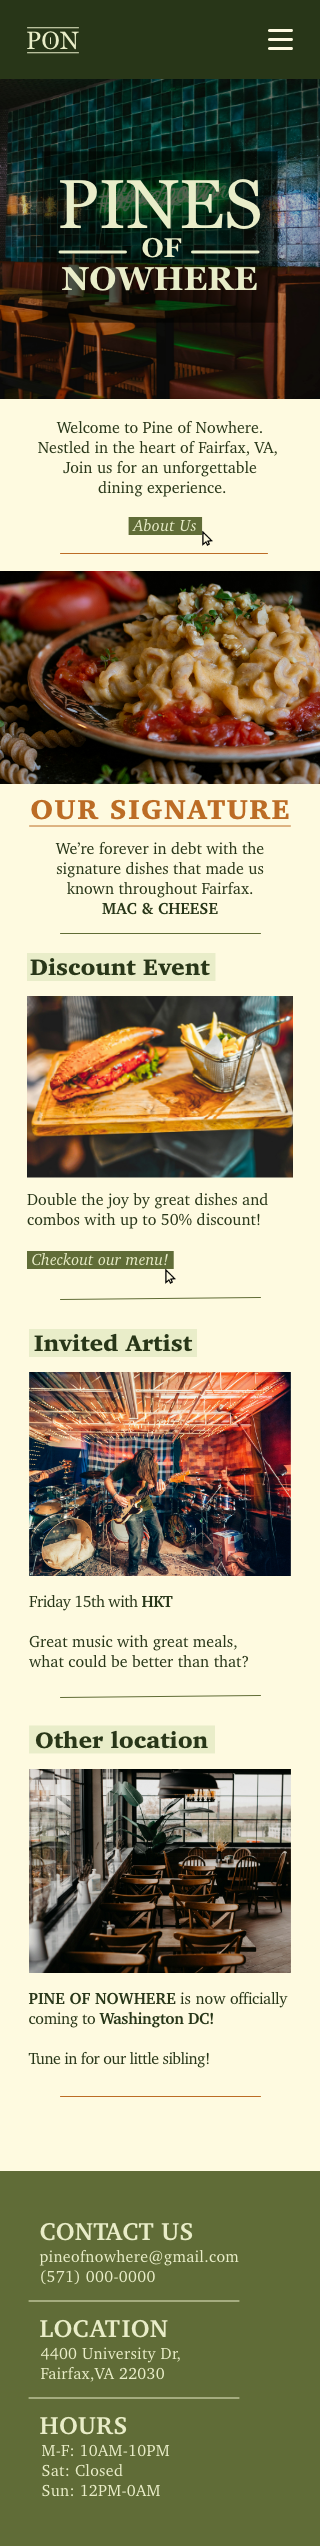 PON
PINES
OF
NOWHERE
Welcome to Pine of Nowhere.
Nestled in the heart of Fairfax, VA,
Join us for an unforgettable
dining experience.
About Us
OUR SIGNATURE
We’re forever in debt with the
signature dishes that made us
known throughout Fairfax.
MAC & CHEESE
Discount Event
Double the joy by great dishes and
combos with up to 50% discount!
Checkout our menu!
Invited Artist
Friday 15th with HKT
Great music with great meals,
what could be better than that?
Other location
PINE OF NOWHERE is now officially
coming to Washington DC!
Tune in for our little sibling!
CONTACT US
pineofnowhere@gmail.com
(571) 000-0000
LOCATION
4400 University Dr,
Fairfax,VA 22030
HOURS
M-F: 10AM-10PM
Sat: Closed
Sun: 12PM-0AM